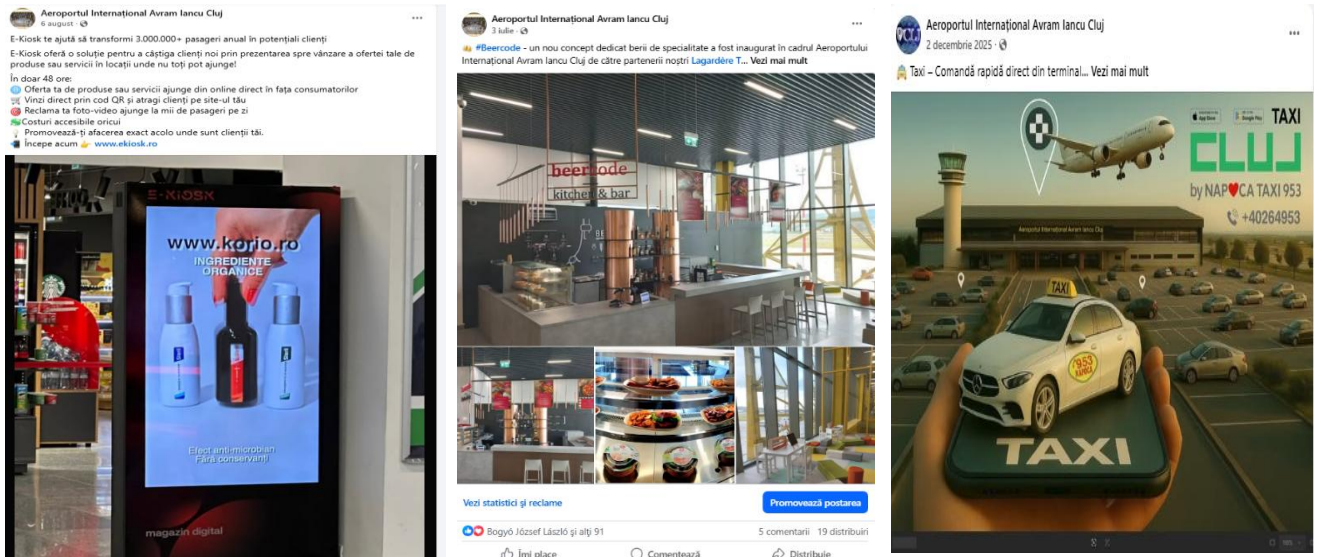 Aeroportul Internațional Avram Iancu Cluj
6 august
E-Kiosk te ajută să transformi 3.000.000+ pasageri anual în potențiali clienți
E-Kiosk oferă o soluție pentru a câștiga clienți noi prin prezentarea spre vânzare a ofertei tale de
produse sau servicii în locații unde nu toți pot ajunge!
În doar 48 ore:
Oferta ta de produse sau servicii ajunge din online direct în fața consumatorilor
Vinzi direct prin cod QR și atragi clienți pe site-ul tău
Reclama ta foto-video ajunge la mii de pasageri pe zi
Costuri accesibile oricui
Promovează-ți afacerea exact acolo unde sunt clienții tăi.
Începe acum 👉 www.ekiosk.ro
E-KIOSK
www.korio.ro
INGREDIENTE
ORGANICE
Efect anti-microbian
Fără conservanți
magazin digital
Aeroportul Internațional Avram Iancu Cluj
3 iulie
#Beercode - un nou concept dedicat berii de specialitate a fost inaugurat în cadrul Aeroportului
Internațional Avram Iancu Cluj de către partenerii noștri Lagardère T... Vezi mai mult
beercode
kitchen & bar
Vezi statistici și reclame
Promovează postarea
Bogyó József László și alți 91
5 comentarii 19 distribuiri
Îmi place
Comentează
Distribuie
Aeroportul Internațional Avram Iancu Cluj
2 decembrie 2025
Taxi – Comandă rapidă direct din terminal... Vezi mai mult
App Store
Google Play
TAXI
CLUJ
by NAPOCA TAXI 953
+40264953
Aeroportul Internațional Avram Iancu Cluj
TAXI
953
TAXI